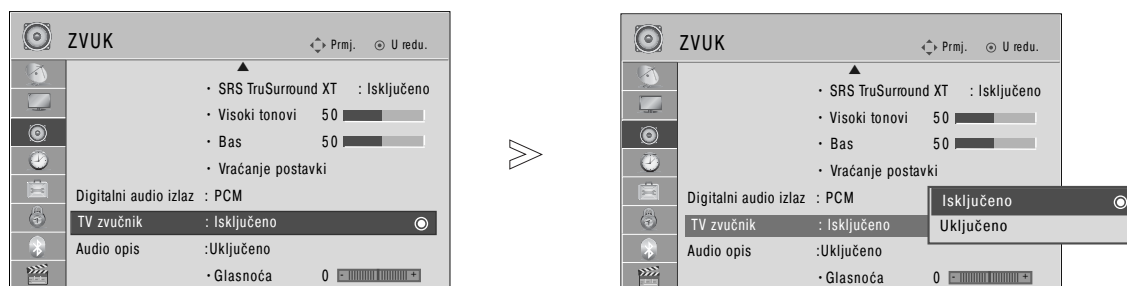 ZVUK
Prmj. U redu.
• SRS TruSurround XT : Isključeno
• Visoki tonovi 50
• Bas 50
• Vraćanje postavki
Digitalni audio izlaz : PCM
TV zvučnik : Isključeno
Audio opis :Uključeno
•Glasnoća 0 - +
ZVUK
Prmj. U redu.
• SRS TruSurround XT : Isključeno
• Visoki tonovi 50
• Bas 50
• Vraćanje postavki
Digitalni audio izlaz : PCM
TV zvučnik : Isključeno
Audio opis :Uključeno
•Glasnoća 0 - +
Isključeno
Uključeno